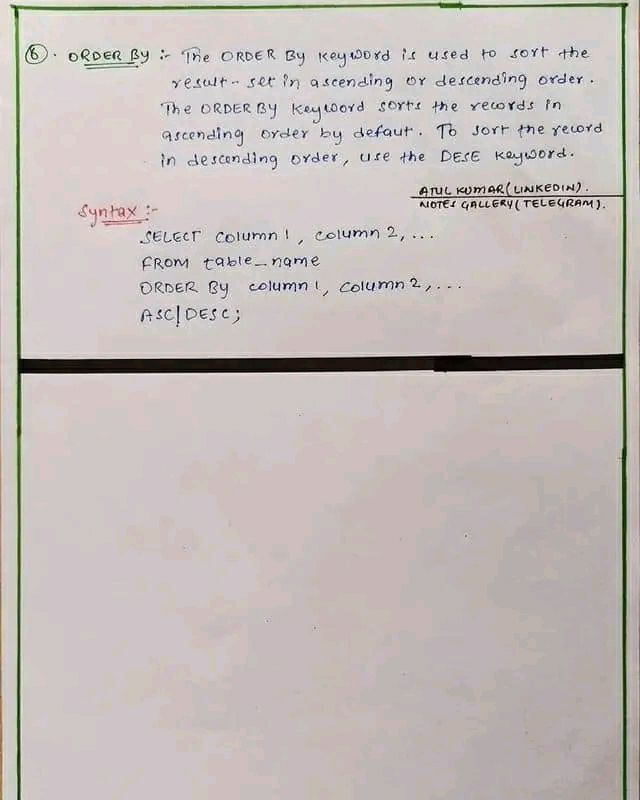 6. ORDER By :- The ORDER By keyword is used to sort the
result-set in ascending or descending order.
The ORDER By keyword sorts the records in
ascending order by defaut. To sort the record
in descending order, use the DESE keyword.
ATUL KUMAR(LINKEDIN).
NOTES GALLERY(TELEGRAM).
Syntax :-
SELECT column1, column2,...
FROM table_name
ORDER By column1, column2,...
ASC|DESC;